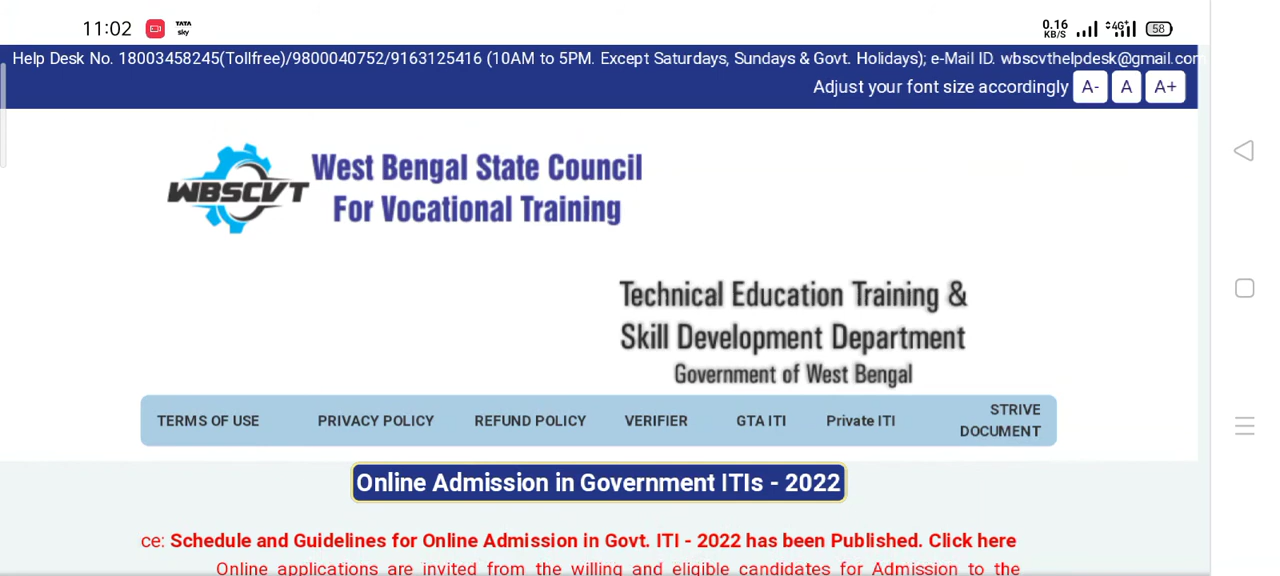 11:02
TATA
sky
0.16
KB/S
4G+
58
Help Desk No. 18003458245(Tollfree)/9800040752/9163125416 (10AM to 5PM. Except Saturdays, Sundays & Govt. Holidays); e-Mail ID. wbscvthelpdesk@gmail.com
Adjust your font size accordingly A- A A+
WBSCVT
West Bengal State Council
For Vocational Training
Technical Education Training &
Skill Development Department
Government of West Bengal
TERMS OF USE PRIVACY POLICY REFUND POLICY VERIFIER GTA ITI Private ITI STRIVE
DOCUMENT
Online Admission in Government ITIs - 2022
ce: Schedule and Guidelines for Online Admission in Govt. ITI - 2022 has been Published. Click here
Online applications are invited from the willing and eligible candidates for Admission to the